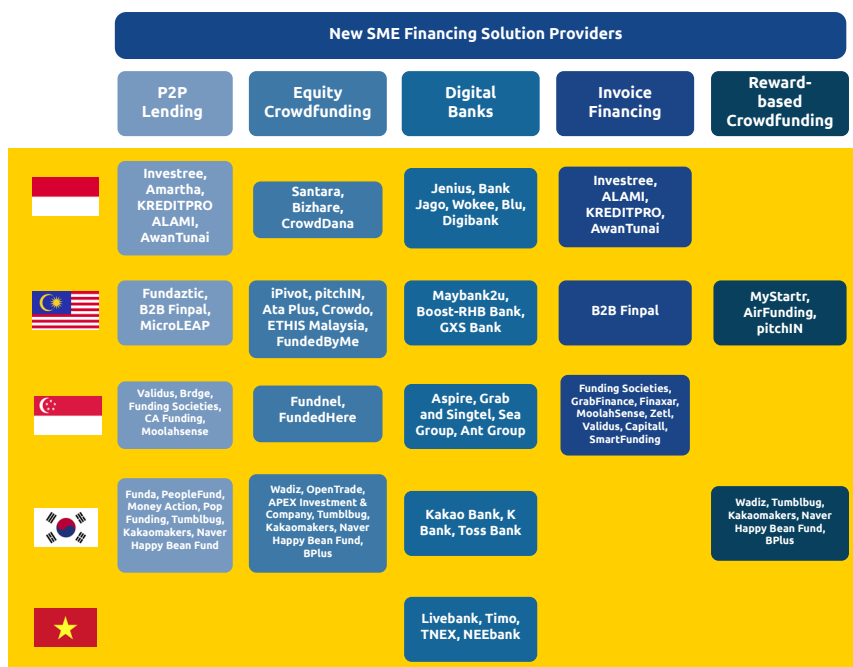 New SME Financing Solution Providers
P2P
Lending
Equity
Crowdfunding
Digital
Banks
Invoice
Financing
Reward-
based
Crowdfunding
Investree,
Amartha,
KREDITPRO
ALAMI,
AwanTunai
Santara,
Bizhare,
CrowdDana
Jenius, Bank
Jago, Wokee, Blu,
Digibank
Investree,
ALAMI,
KREDITPRO,
AwanTunai
Fundaztic,
B2B Finpal,
MicroLEAP
iPivot, pitchIN,
Ata Plus, Crowdo,
ETHIS Malaysia,
FundedByMe
Maybank2u,
Boost-RHB Bank,
GXS Bank
B2B Finpal
MyStartr,
AirFunding,
pitchIN
Validus, Brdge,
Funding Societies,
CA Funding,
Moolahsense
Fundnel,
FundedHere
Aspire, Grab
and Singtel, Sea
Group, Ant Group
Funding Societies,
GrabFinance, Finaxar,
MoolahSense, Zetl,
Validus, Capitall,
SmartFunding
Funda, PeopleFund,
Money Action, Pop
Funding, Tumblbug,
Kakaomakers, Naver
Happy Bean Fund
Wadiz, OpenTrade,
APEX Investment &
Company, Tumblbug,
Kakaomakers, Naver
Happy Bean Fund,
BPlus
Kakao Bank, K
Bank, Toss Bank
Wadiz, Tumblbug,
Kakaomakers, Naver
Happy Bean Fund,
BPlus
Livebank, Timo,
TNEX, NEEbank